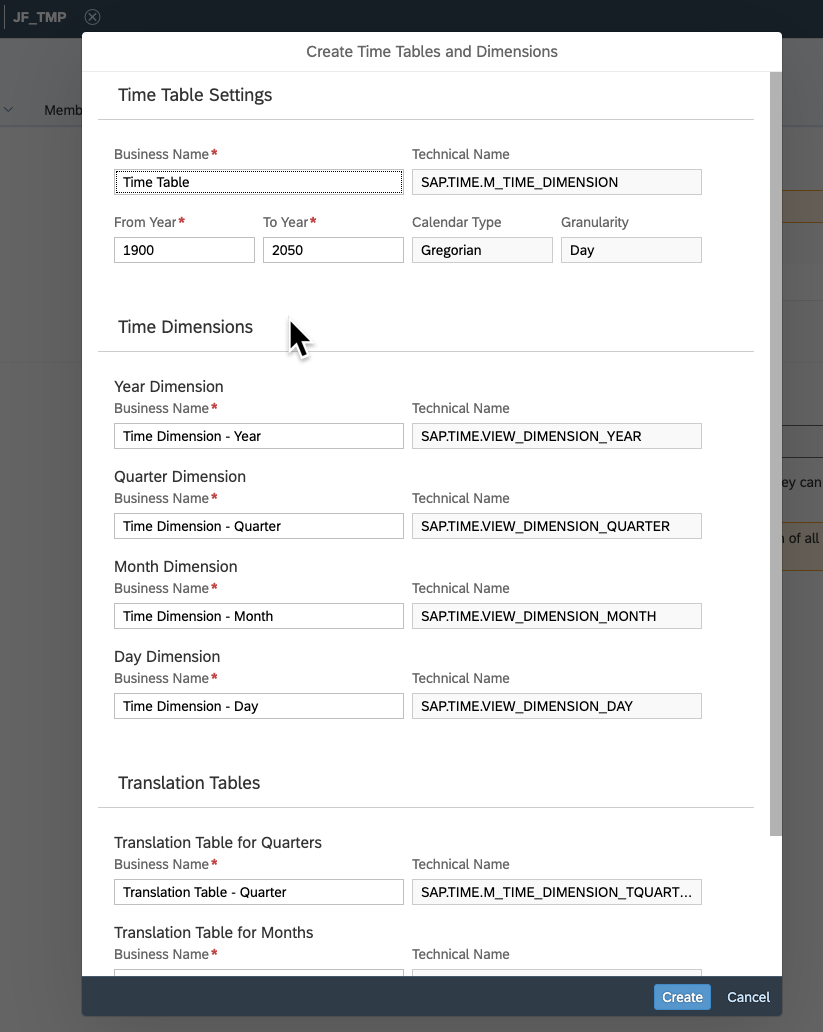 JF_TMP
Create Time Tables and Dimensions
Memb
Time Table Settings
Business Name* Technical Name
Time Table SAP.TIME.M_TIME_DIMENSION
From Year* To Year* Calendar Type Granularity
1900 2050 Gregorian Day
Time Dimensions
Year Dimension
Business Name* Technical Name
Time Dimension - Year SAP.TIME.VIEW_DIMENSION_YEAR
Quarter Dimension
ey can
Business Name* Technical Name
Time Dimension - Quarter SAP.TIME.VIEW_DIMENSION_QUARTER
of all
Month Dimension
Business Name* Technical Name
Time Dimension - Month SAP.TIME.VIEW_DIMENSION_MONTH
Day Dimension
Business Name* Technical Name
Time Dimension - Day SAP.TIME.VIEW_DIMENSION_DAY
Translation Tables
Translation Table for Quarters
Business Name* Technical Name
Translation Table - Quarter SAP.TIME.M_TIME_DIMENSION_TQUART...
Translation Table for Months
Business Name* Technical Name
Create Cancel